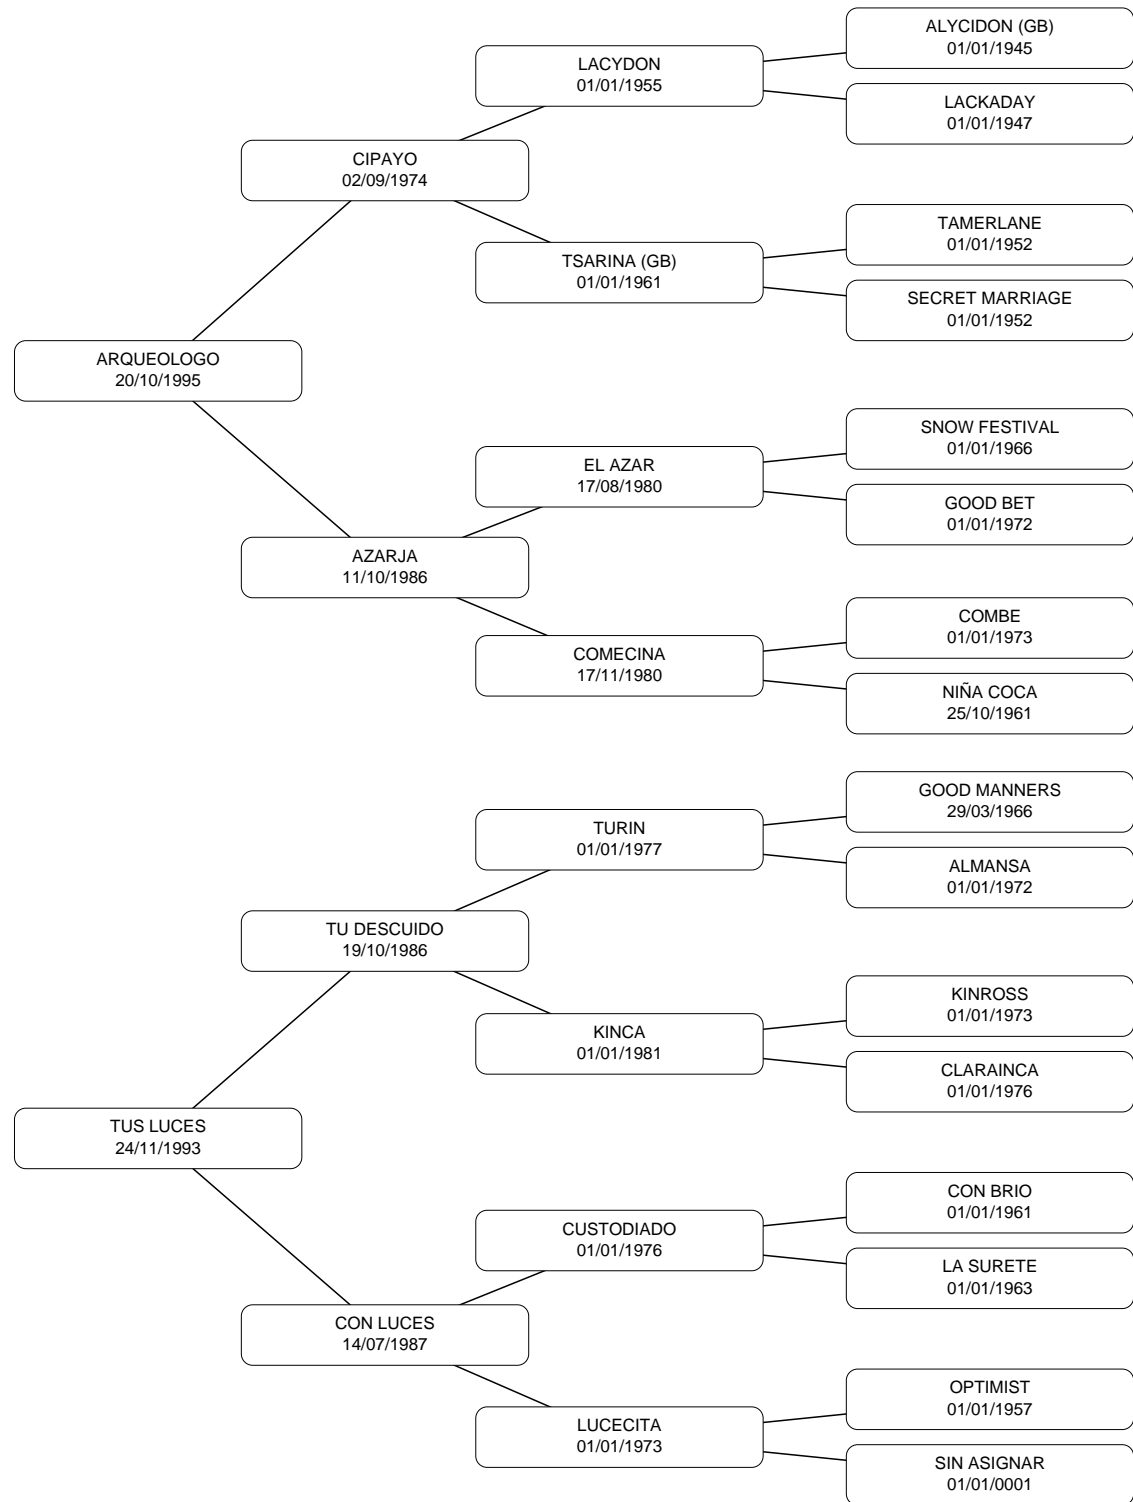 ALYCIDON (GB)
01/01/1945
LACYDON
01/01/1955
LACKADAY
01/01/1947
CIPAYO
02/09/1974
TAMERLANE
01/01/1952
TSARINA (GB)
01/01/1961
SECRET MARRIAGE
01/01/1952
ARQUEOLOGO
20/10/1995
SNOW FESTIVAL
01/01/1966
EL AZAR
17/08/1980
GOOD BET
01/01/1972
AZARJA
11/10/1986
COMBE
01/01/1973
COMECINA
17/11/1980
NIÑA COCA
25/10/1961
GOOD MANNERS
29/03/1966
TURIN
01/01/1977
ALMANSA
01/01/1972
TU DESCUIDO
19/10/1986
KINROSS
01/01/1973
KINCA
01/01/1981
CLARAINCA
01/01/1976
TUS LUCES
24/11/1993
CON BRIO
01/01/1961
CUSTODIADO
01/01/1976
LA SURETE
01/01/1963
CON LUCES
14/07/1987
OPTIMIST
01/01/1957
LUCECITA
01/01/1973
SIN ASIGNAR
01/01/0001